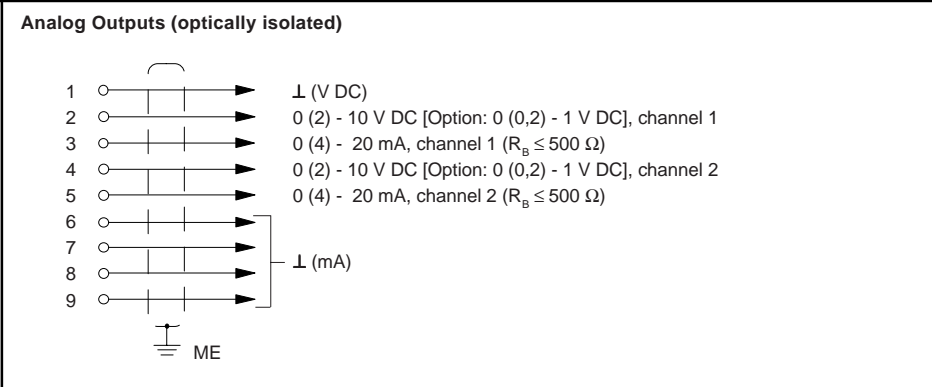 Analog Outputs (optically isolated)
1 ⊥ (V DC)
2 0 (2) - 10 V DC [Option: 0 (0,2) - 1 V DC], channel 1
3 0 (4) - 20 mA, channel 1 (R_B ≤ 500 Ω)
4 0 (2) - 10 V DC [Option: 0 (0,2) - 1 V DC], channel 2
5 0 (4) - 20 mA, channel 2 (R_B ≤ 500 Ω)
6
7
⊥ (mA)
8
9
ME